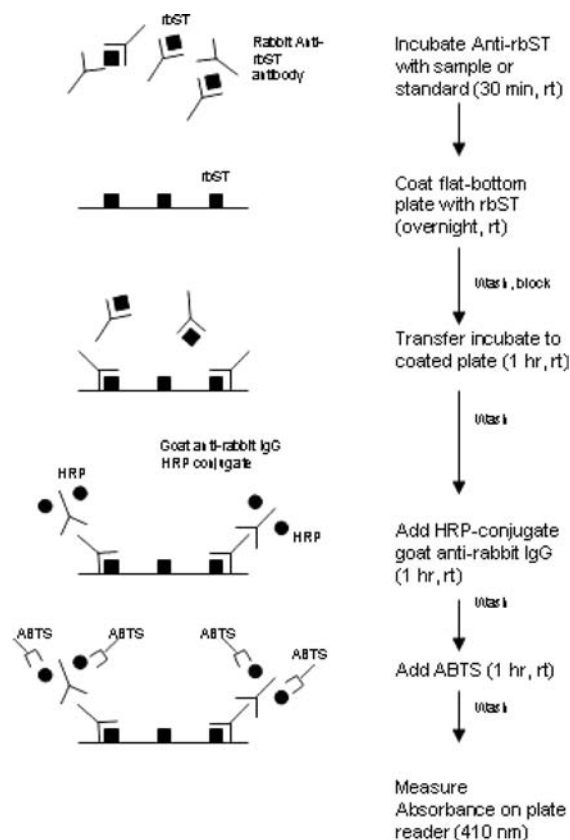 rbST
Rabbit Anti-
rbST
antibody
Incubate Anti-rbST
with sample or
standard (30 min, rt)
rbST
Coat flat-bottom
plate with rbST
(overnight, rt)
Wash, block
Transfer incubate to
coated plate (1 hr, rt)
Wash
Goat anti-rabbit IgG
HRP conjugate
HRP
HRP
Add HRP-conjugate
goat anti-rabbit IgG
(1 hr, rt)
Wash
ABTS
ABTS
ABTS
ABTS
Add ABTS (1 hr, rt)
Wash
Measure
Absorbance on plate
reader (410 nm)